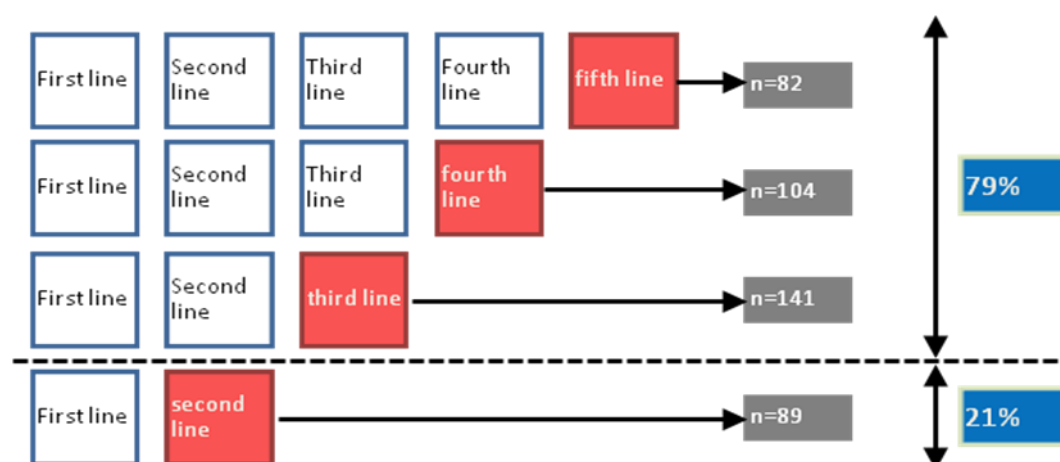 First line
Second
line
Third
line
Fourth
line
fifth line
n=82
First line
Second
line
Third
line
fourth
line
n=104
79%
First line
Second
line
third line
n=141
First line
second
line
n=89
21%